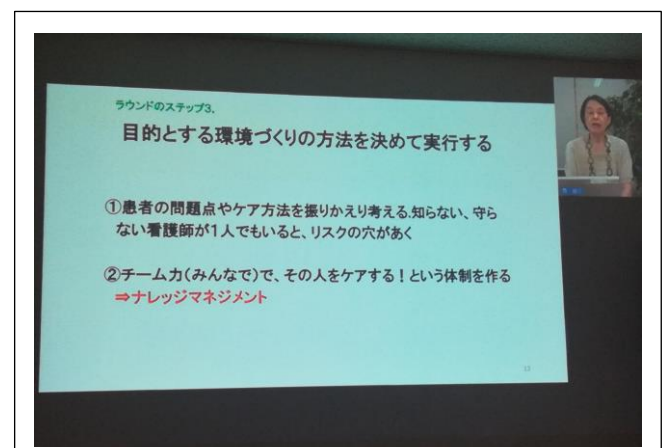 ラウンドのステップ3.
目的とする環境づくりの方法を決めて実行する
①患者の問題点やケア方法を振りかえり考える.知らない、守ら
ない看護師が1人でもいると、リスクの穴があく
②チーム力(みんなで)で、その人をケアする！という体制を作る
⇒ナレッジマネジメント